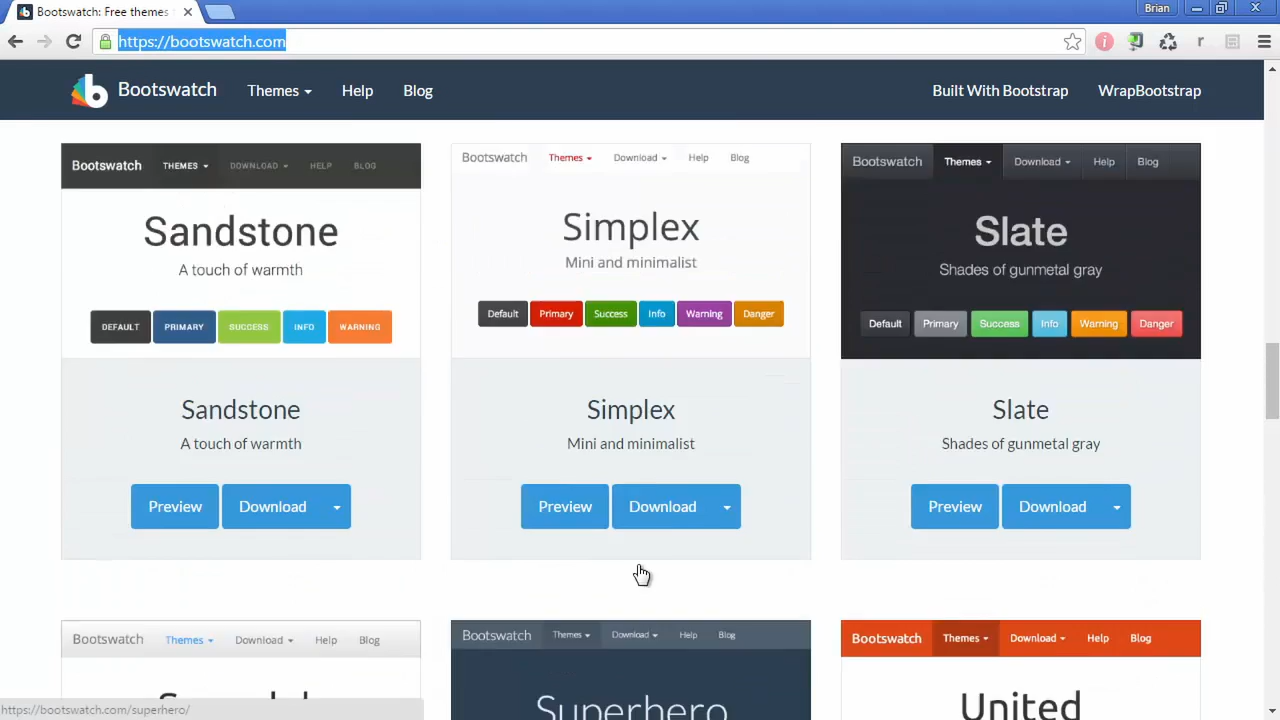 Bootswatch: Free themes
Brian
https://bootswatch.com
Bootswatch Themes Help Blog Built With Bootstrap WrapBootstrap
Bootswatch THEMES DOWNLOAD HELP BLOG
Sandstone
A touch of warmth
DEFAULT PRIMARY SUCCESS INFO WARNING
Sandstone
A touch of warmth
Preview Download
Bootswatch Themes Download Help Blog
Simplex
Mini and minimalist
Default Primary Success Info Warning Danger
Simplex
Mini and minimalist
Preview Download
Bootswatch Themes Download Help Blog
Slate
Shades of gunmetal gray
Default Primary Success Info Warning Danger
Slate
Shades of gunmetal gray
Preview Download
Bootswatch Themes Download Help Blog
Bootswatch Themes Download Help Blog
Superhero
Bootswatch Themes Download Help Blog
United
https://bootswatch.com/superhero/